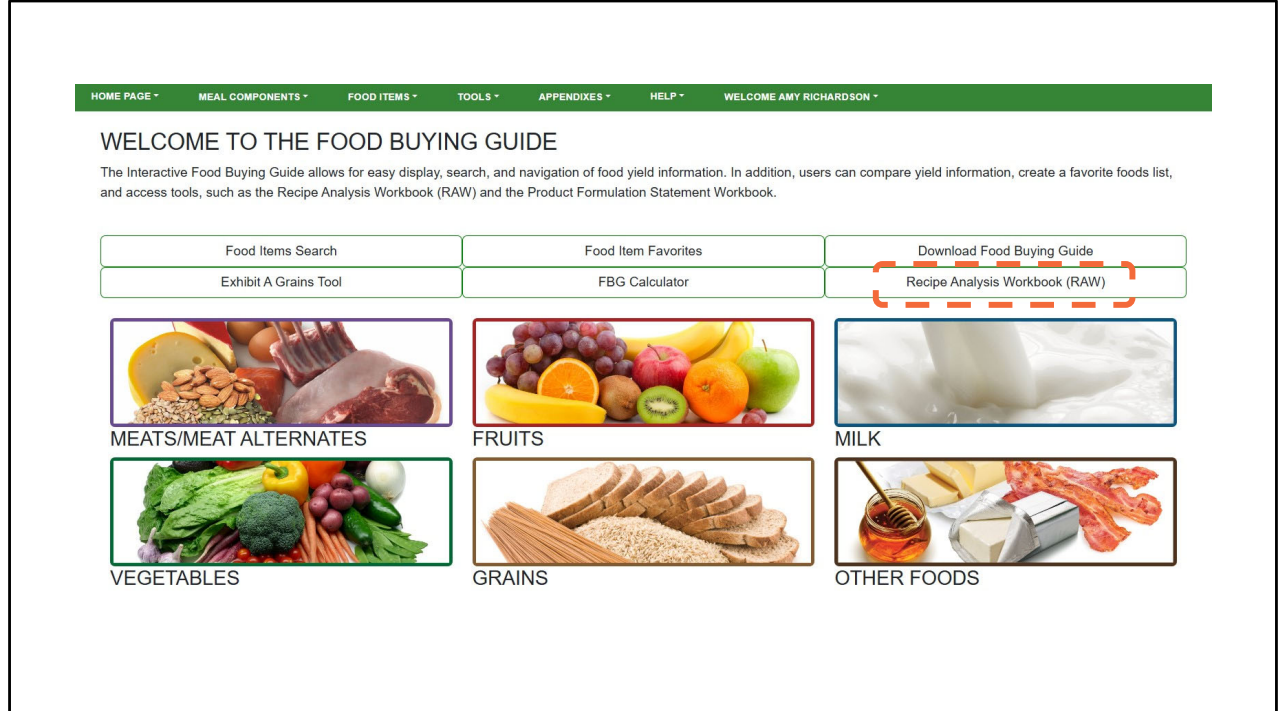 HOME PAGE MEAL COMPONENTS FOOD ITEMS TOOLS APPENDIXES HELP WELCOME AMY RICHARDSON
WELCOME TO THE FOOD BUYING GUIDE
The Interactive Food Buying Guide allows for easy display, search, and navigation of food yield information. In addition, users can compare yield information, create a favorite foods list,
and access tools, such as the Recipe Analysis Workbook (RAW) and the Product Formulation Statement Workbook.
Food Items Search Food Item Favorites Download Food Buying Guide
Exhibit A Grains Tool FBG Calculator Recipe Analysis Workbook (RAW)
MEATS/MEAT ALTERNATES FRUITS MILK
VEGETABLES GRAINS OTHER FOODS